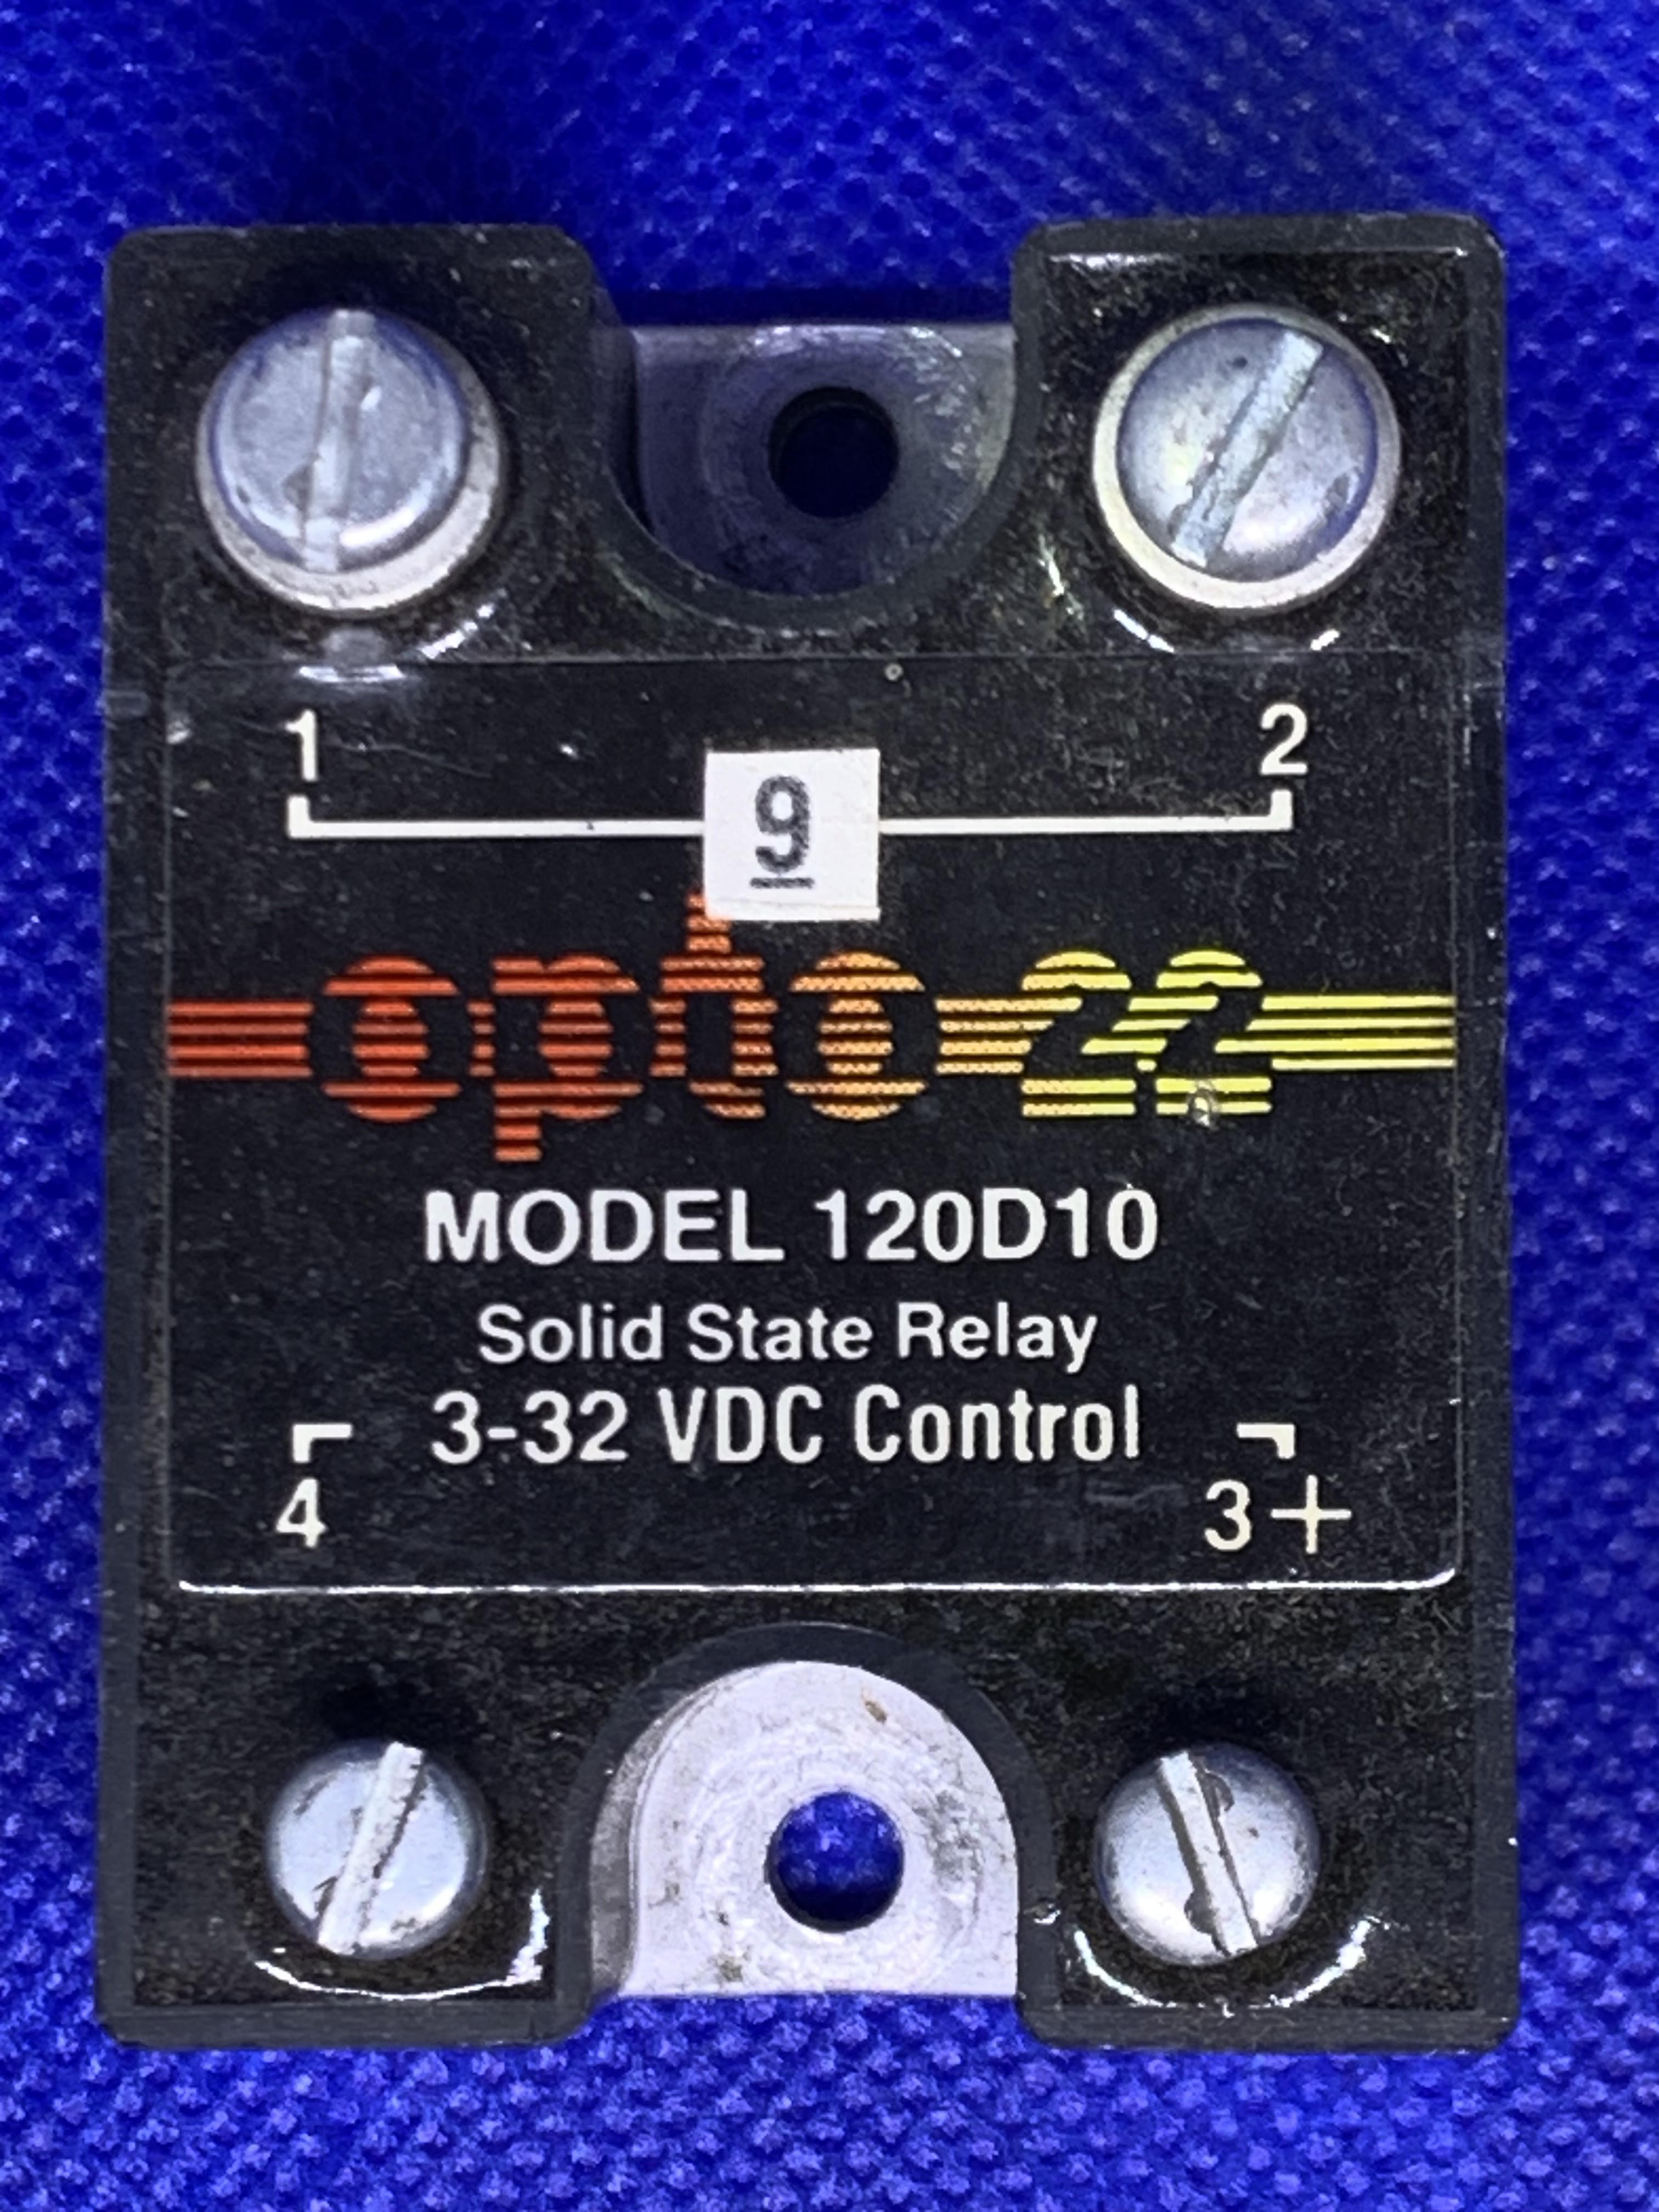 1 2
9
opto 22
MODEL 120D10
Solid State Relay
3-32 VDC Control
4 3+